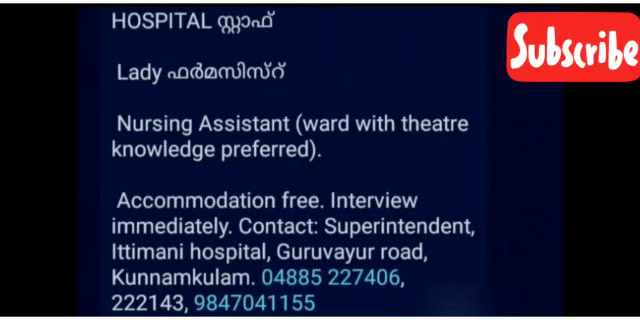 HOSPITAL സ്റ്റാഫ്
Subscribe
Lady ഫർമസിസ്റ്
Nursing Assistant (ward with theatre
knowledge preferred).
Accommodation free. Interview
immediately. Contact: Superintendent,
Ittimani hospital, Guruvayur road,
Kunnamkulam. 04885 227406,
222143, 9847041155